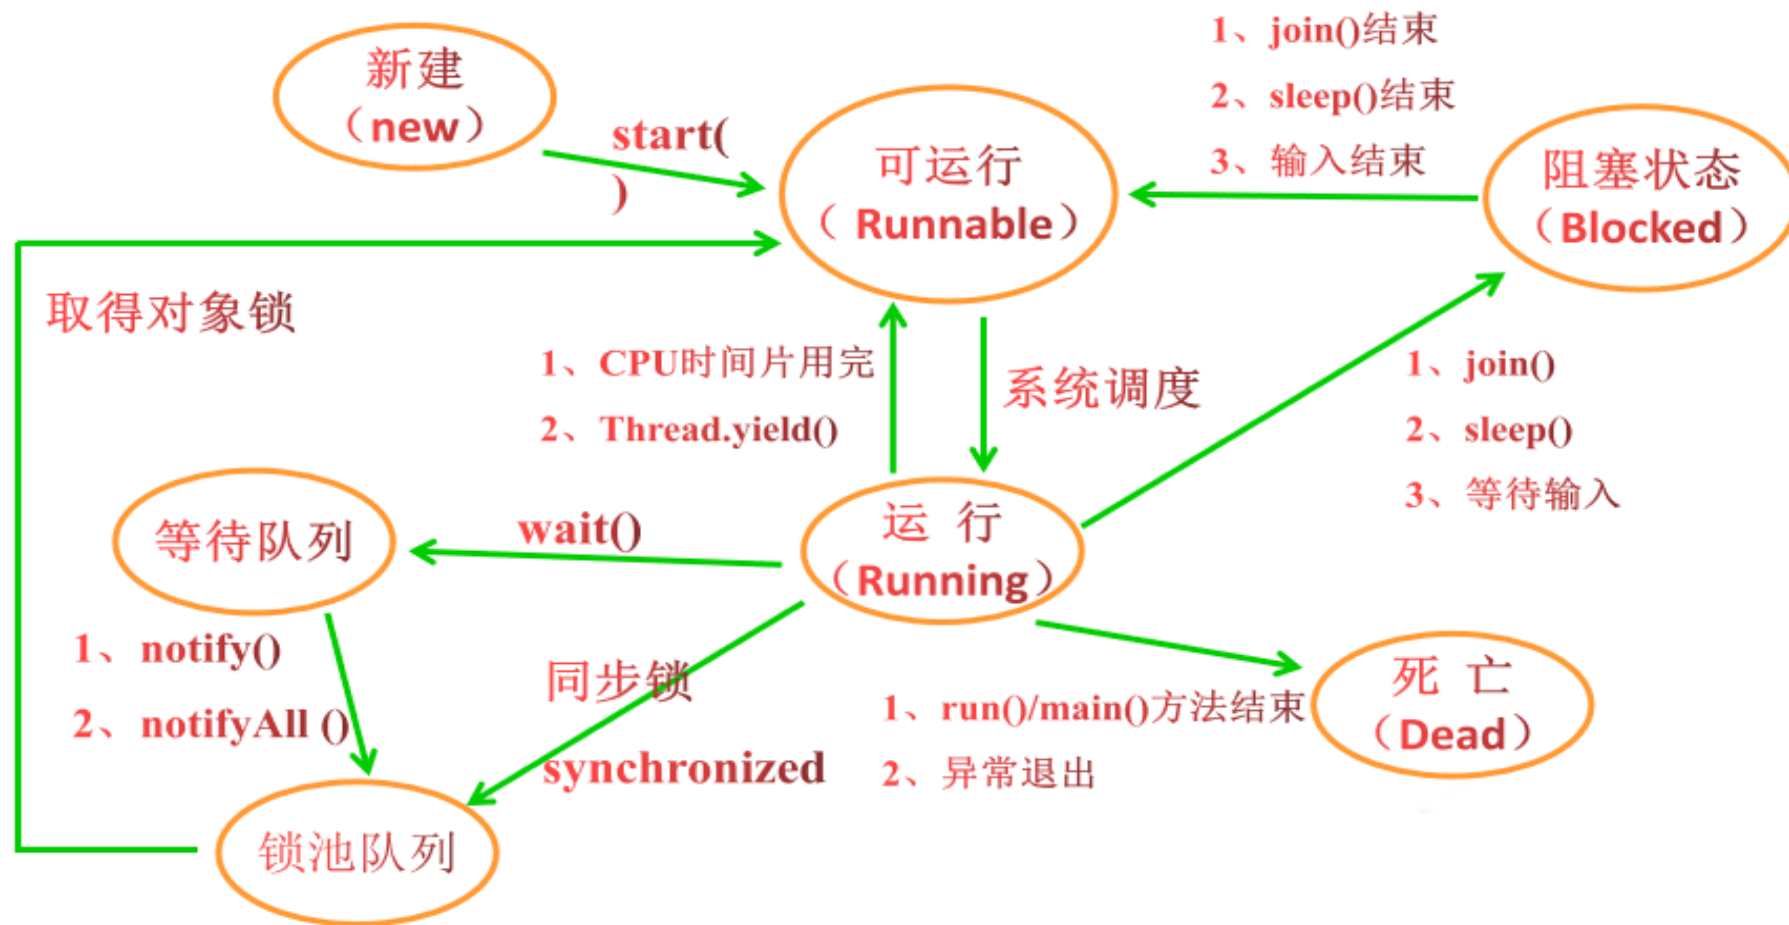 新建
（new）
start(
)
可运行
（ Runnable）
1、join()结束
2、sleep()结束
3、输入结束
阻塞状态
（Blocked）
取得对象锁
1、CPU时间片用完
2、Thread.yield()
系统调度
1、join()
2、sleep()
3、等待输入
等待队列
wait()
运 行
（Running）
1、notify()
2、notifyAll ()
同步锁
synchronized
1、run()/main()方法结束
2、异常退出
死 亡
（Dead）
锁池队列